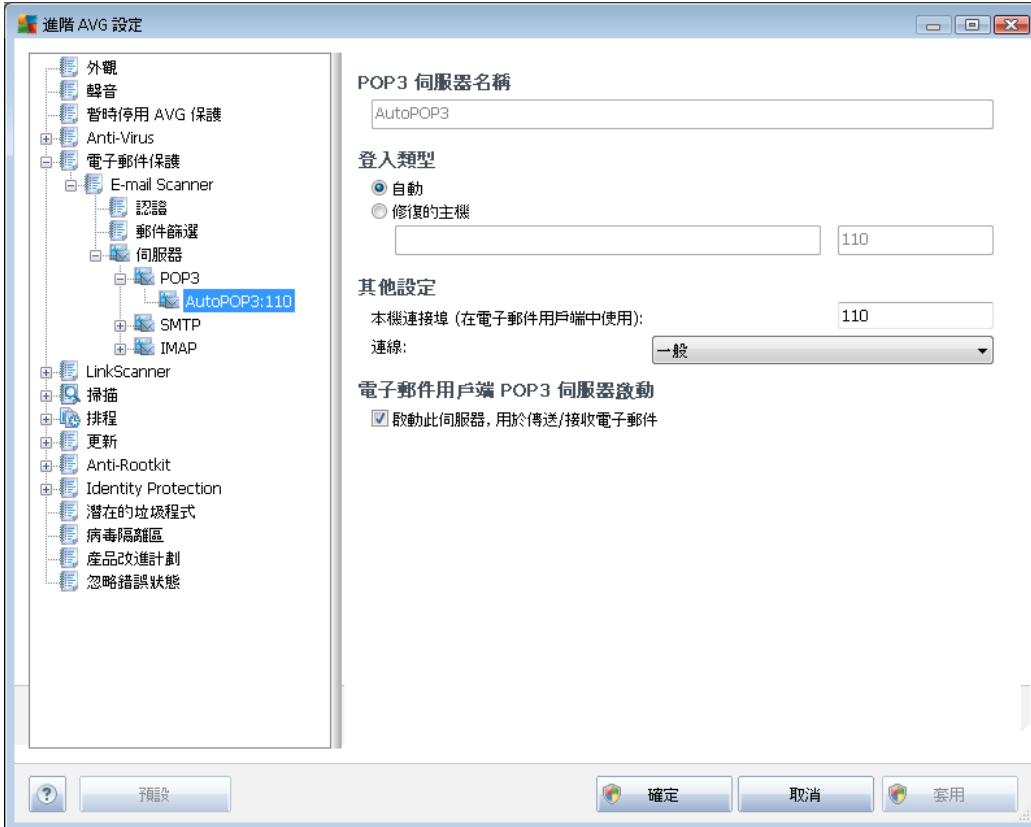 進階 AVG 設定
外觀
聲音
暫時停用 AVG 保護
Anti-Virus
電子郵件保護
E-mail Scanner
認證
郵件篩選
伺服器
POP3
AutoPOP3:110
SMTP
IMAP
LinkScanner
掃描
排程
更新
Anti-Rootkit
Identity Protection
潛在的垃圾程式
病毒隔離區
產品改進計劃
忽略錯誤狀態
POP3 伺服器名稱
AutoPOP3
登入類型
自動
修復的主機
110
其他設定
本機連接埠 (在電子郵件用戶端中使用): 110
連線: 一般
電子郵件用戶端 POP3 伺服器啟動
啟動此伺服器, 用於傳送/接收電子郵件
預設 確定 取消 套用